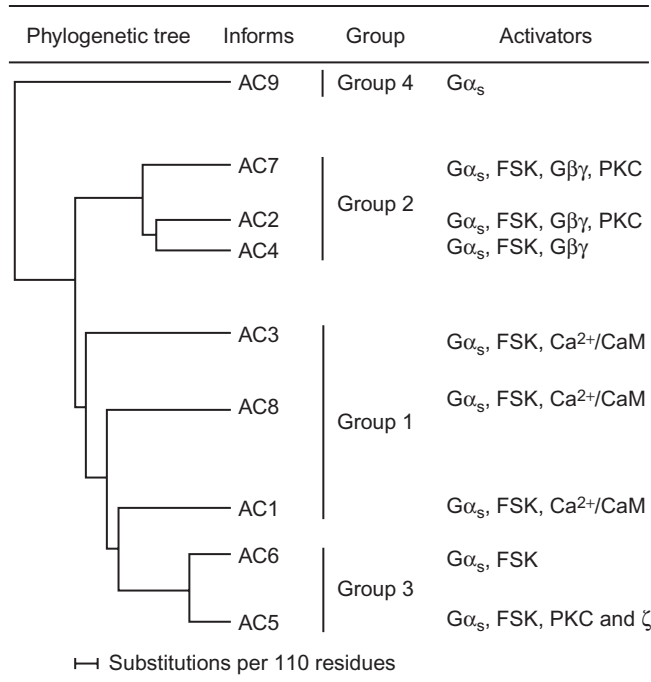 Phylogenetic tree Informs Group Activators
AC9 Group 4 Gαs
AC7 Gαs, FSK, Gβγ, PKC
Group 2
AC2 Gαs, FSK, Gβγ, PKC
AC4 Gαs, FSK, Gβγ
AC3 Gαs, FSK, Ca2+/CaM
AC8 Gαs, FSK, Ca2+/CaM
Group 1
AC1 Gαs, FSK, Ca2+/CaM
AC6 Gαs, FSK
Group 3
AC5 Gαs, FSK, PKC and ζ
Substitutions per 110 residues